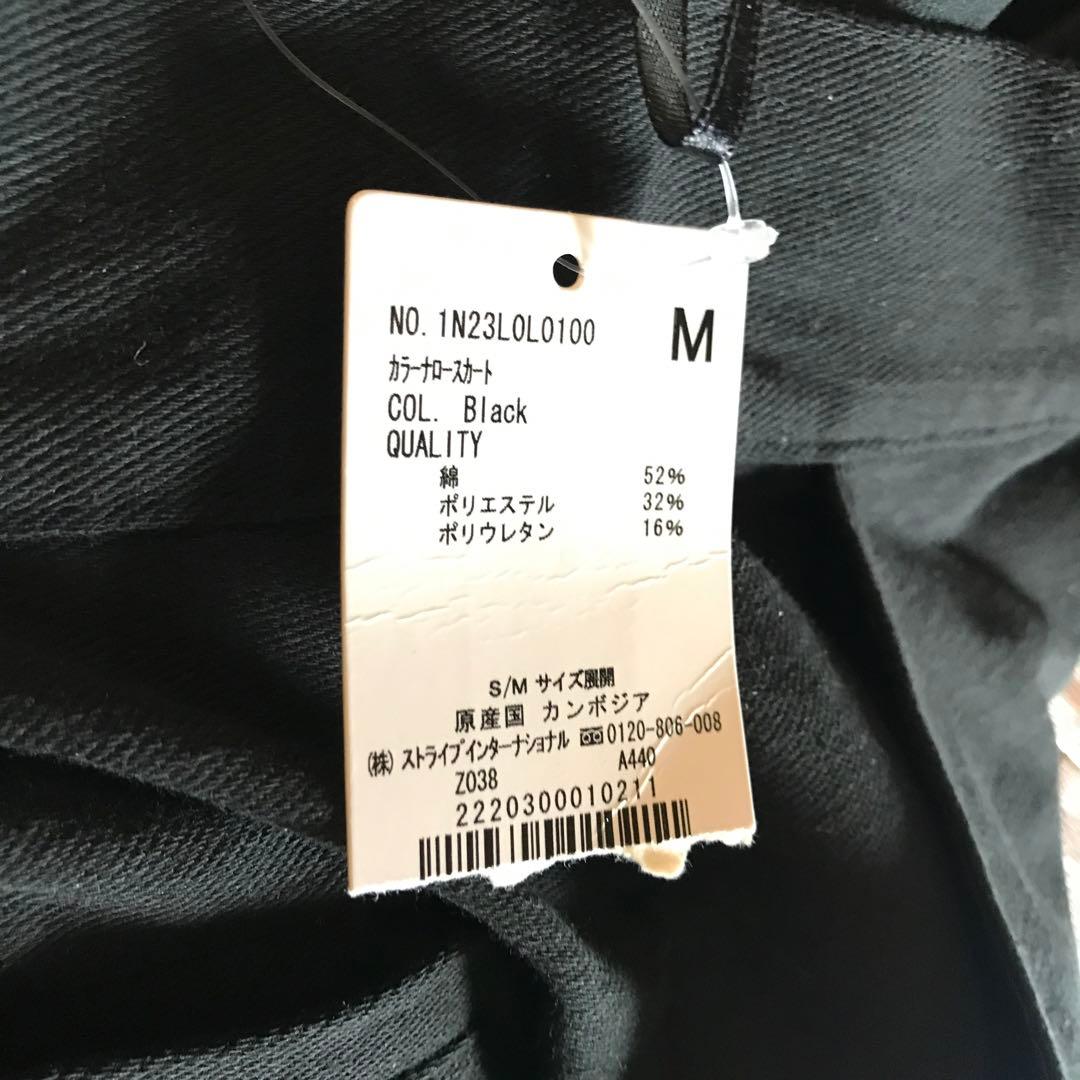 NO. 1N23L0L0100
M
カラーナロースカート
COL. Black
QUALITY
綿 52%
ポリエステル 32%
ポリウレタン 16%
S/M サイズ展開
原産国 カンボジア
(株) ストライプインターナショナル 0120-806-008
Z038 A440
2220300010211